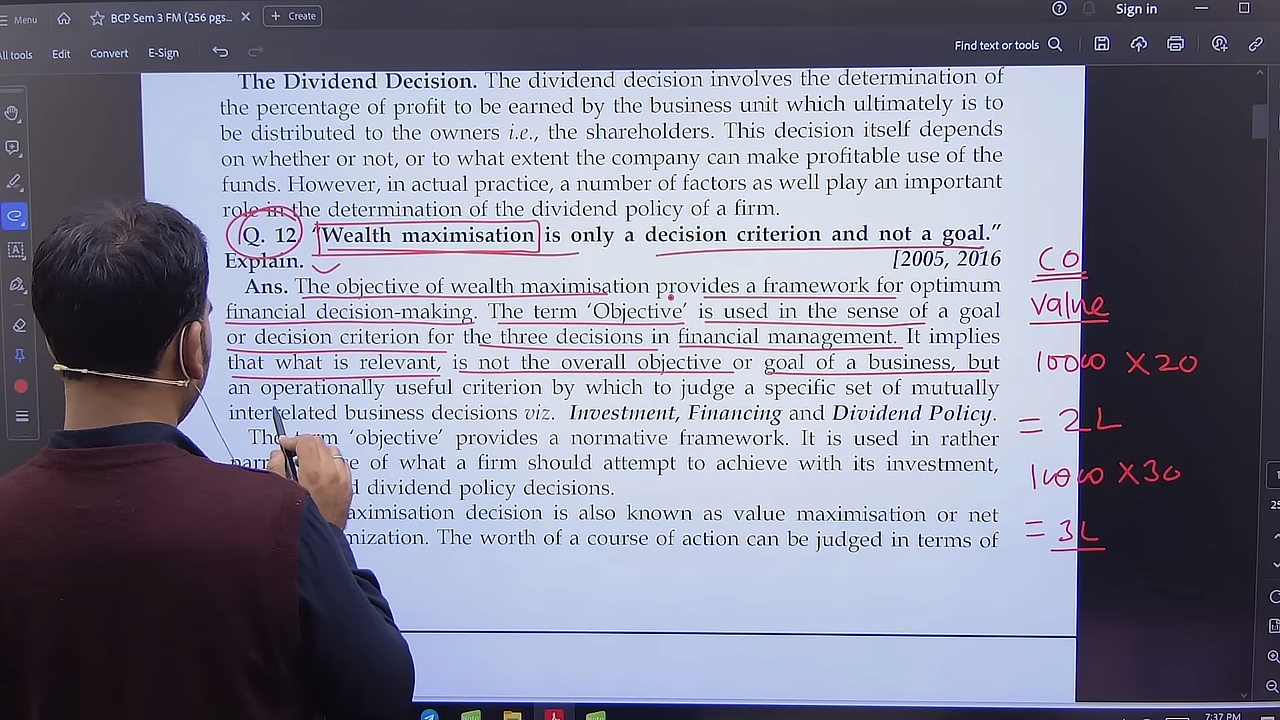 Menu
BCP Sem 3 FM (256 pgs...
Create
Sign in
All tools
Edit
Convert
E-Sign
Find text or tools
The Dividend Decision. The dividend decision involves the determination of
the percentage of profit to be earned by the business unit which ultimately is to
be distributed to the owners i.e., the shareholders. This decision itself depends
on whether or not, or to what extent the company can make profitable use of the
funds. However, in actual practice, a number of factors as well play an important
role in the determination of the dividend policy of a firm.
Q. 12 "Wealth maximisation is only a decision criterion and not a goal."
Explain. [2005, 2016
Ans. The objective of wealth maximisation provides a framework for optimum
financial decision-making. The term 'Objective' is used in the sense of a goal
or decision criterion for the three decisions in financial management. It implies
that what is relevant, is not the overall objective or goal of a business, but
an operationally useful criterion by which to judge a specific set of mutually
interrelated business decisions viz. Investment, Financing and Dividend Policy.
The term 'objective' provides a normative framework. It is used in rather
of what a firm should attempt to achieve with its investment,
dividend policy decisions.
maximisation decision is also known as value maximisation or net
The worth of a course of action can be judged in terms of
CO
Value
10000 × 20
= 2L
10000 × 30
= 3L
7:37 PM